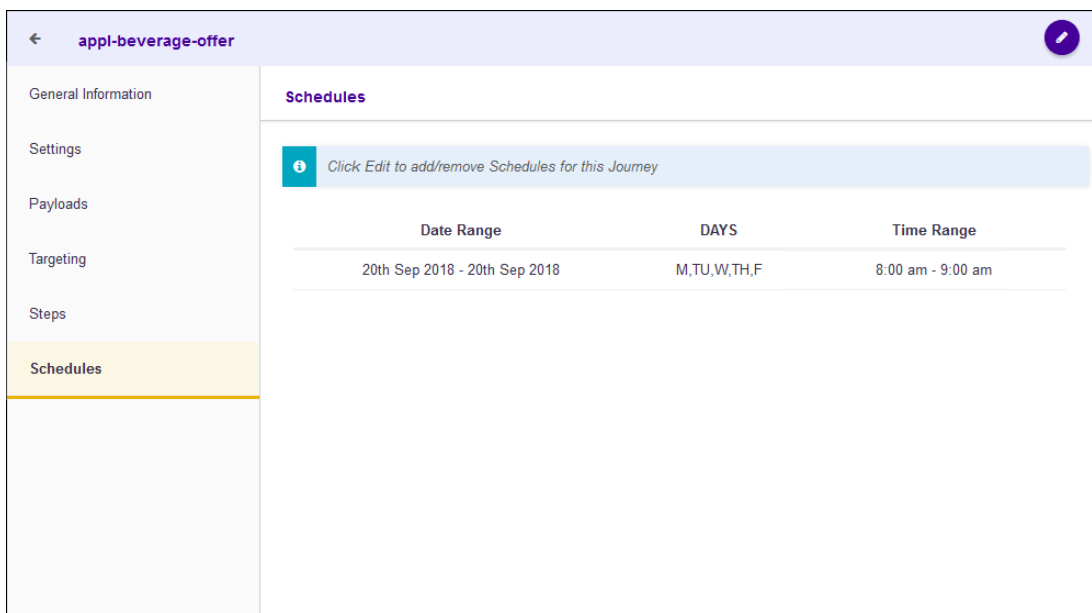 appl-beverage-offer
General Information
Settings
Payloads
Targeting
Steps
Schedules
Schedules
Click Edit to add/remove Schedules for this Journey
Date Range DAYS Time Range
20th Sep 2018 - 20th Sep 2018 M,TU,W,TH,F 8:00 am - 9:00 am